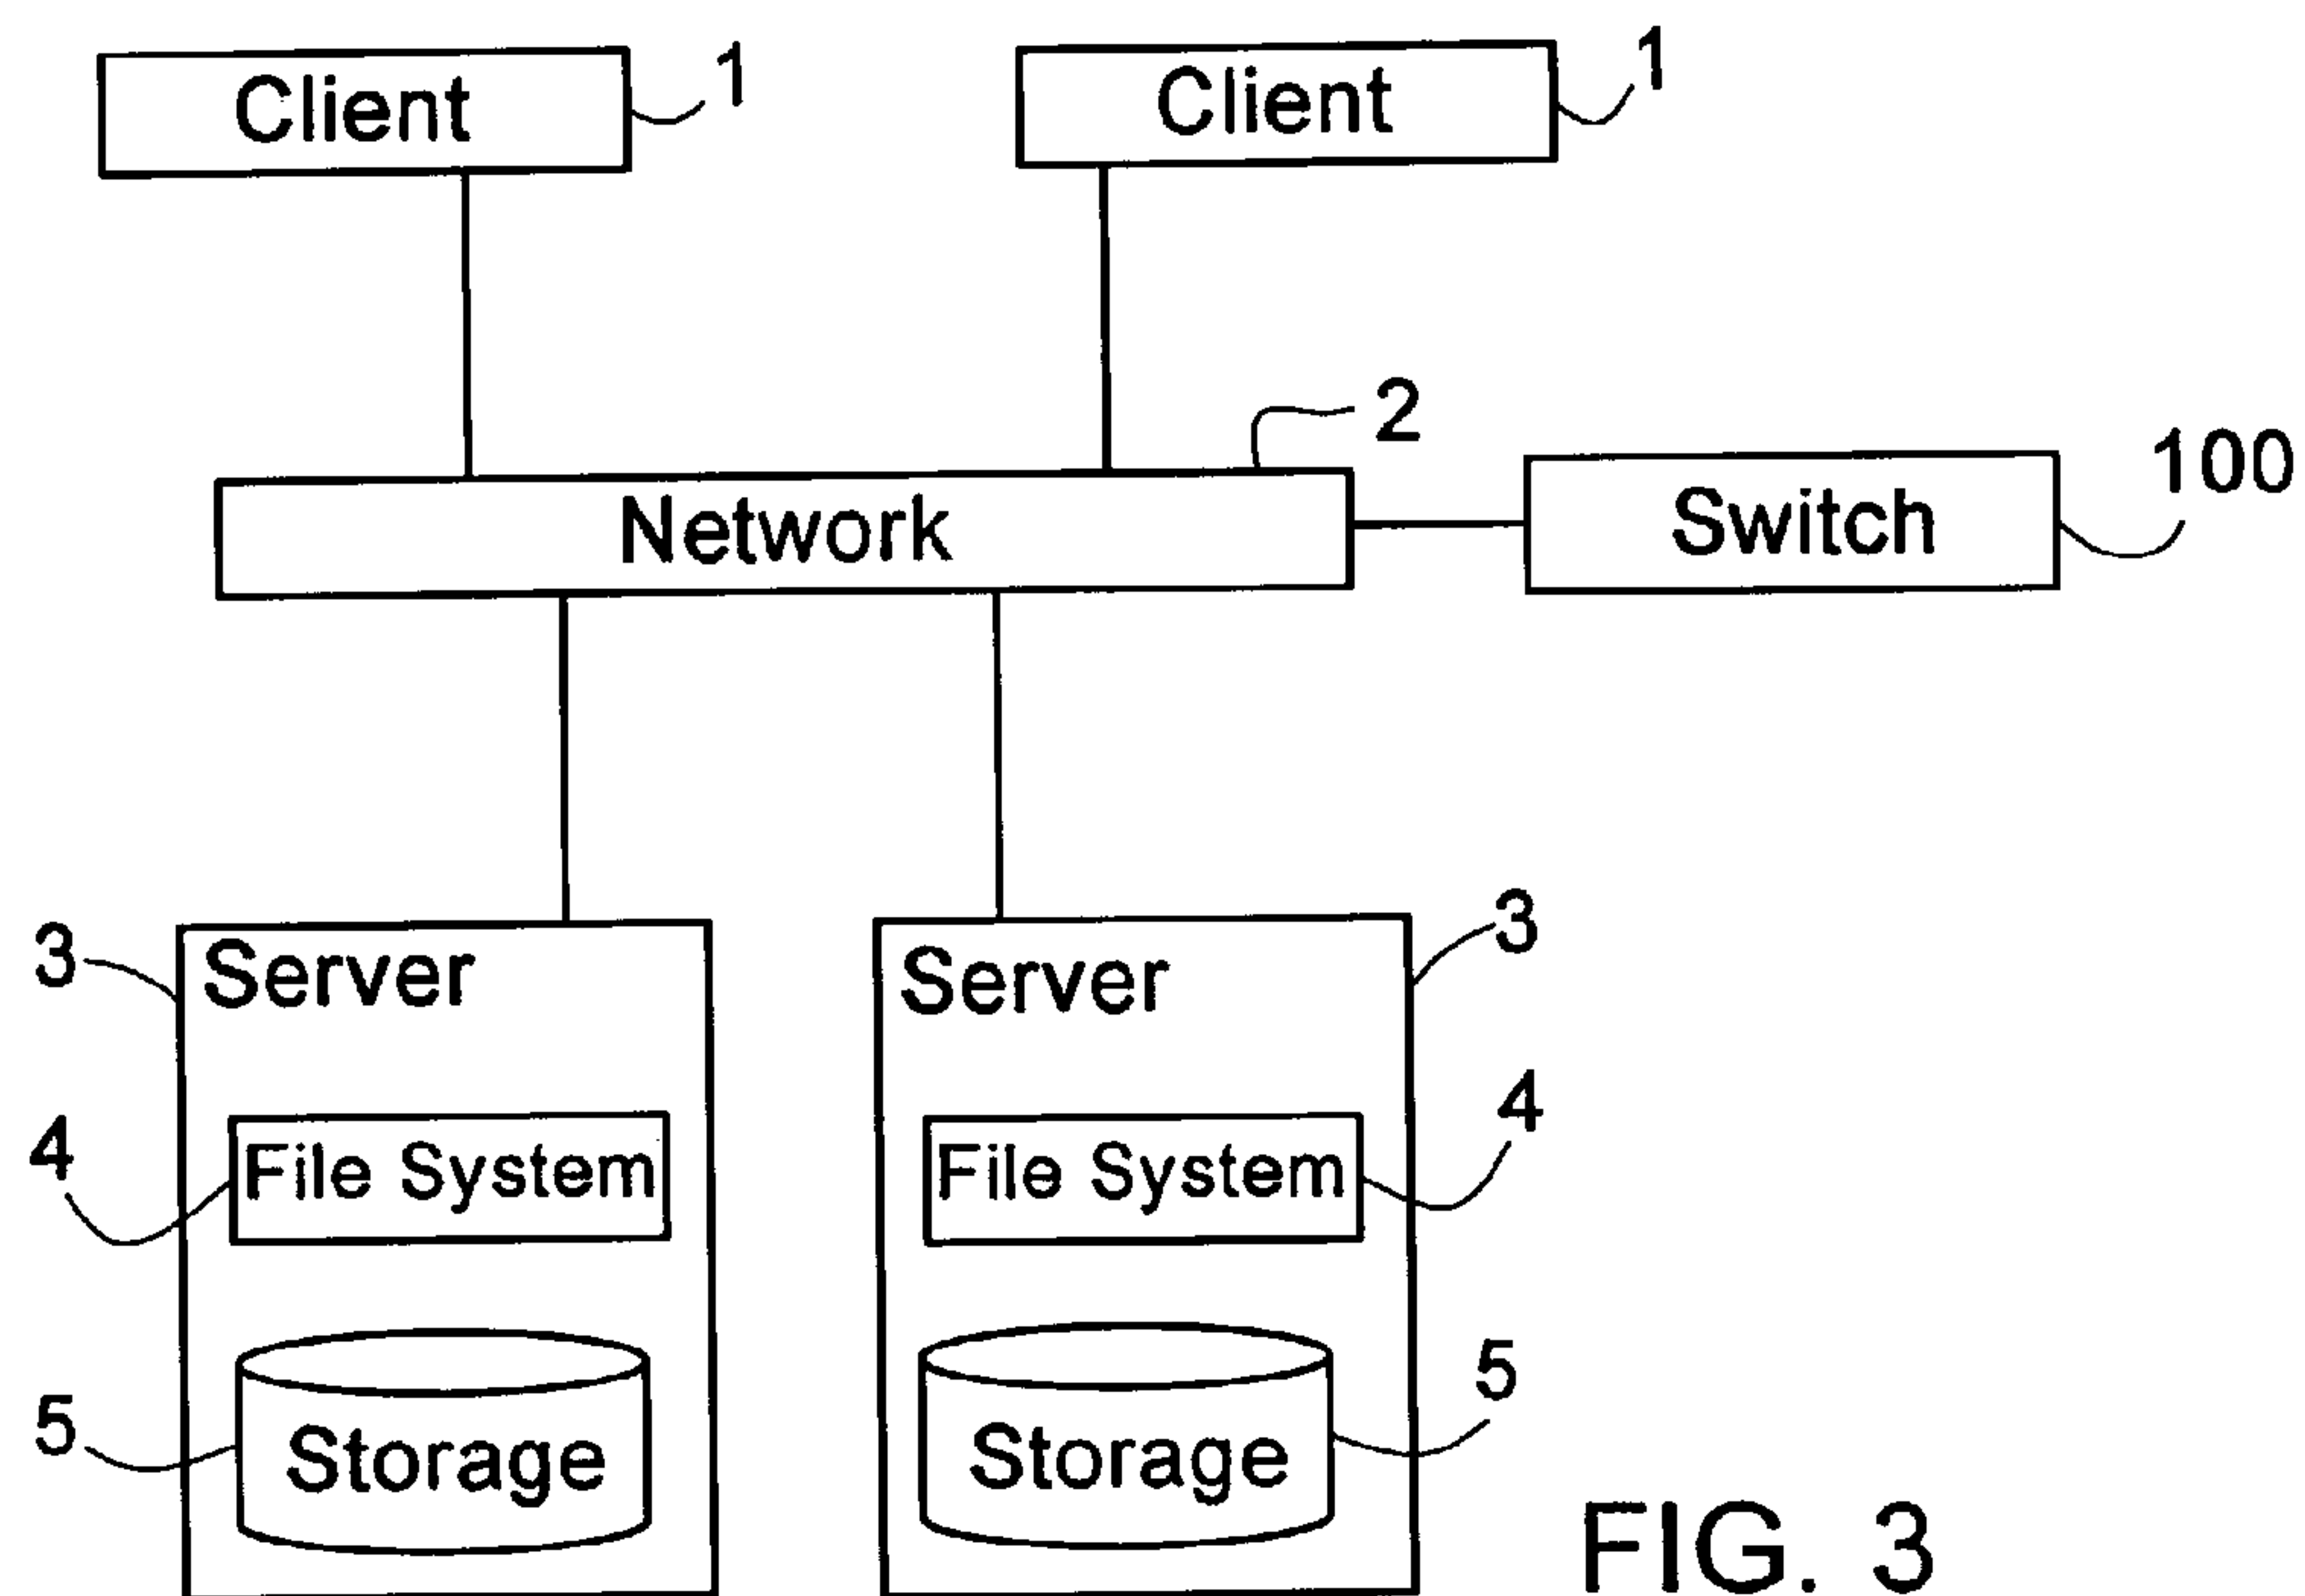 Client 1
Client 1
2
Network
Switch 100
3 Server
Server 3
4 File System
File System 4
5 Storage
Storage 5
FIG. 3